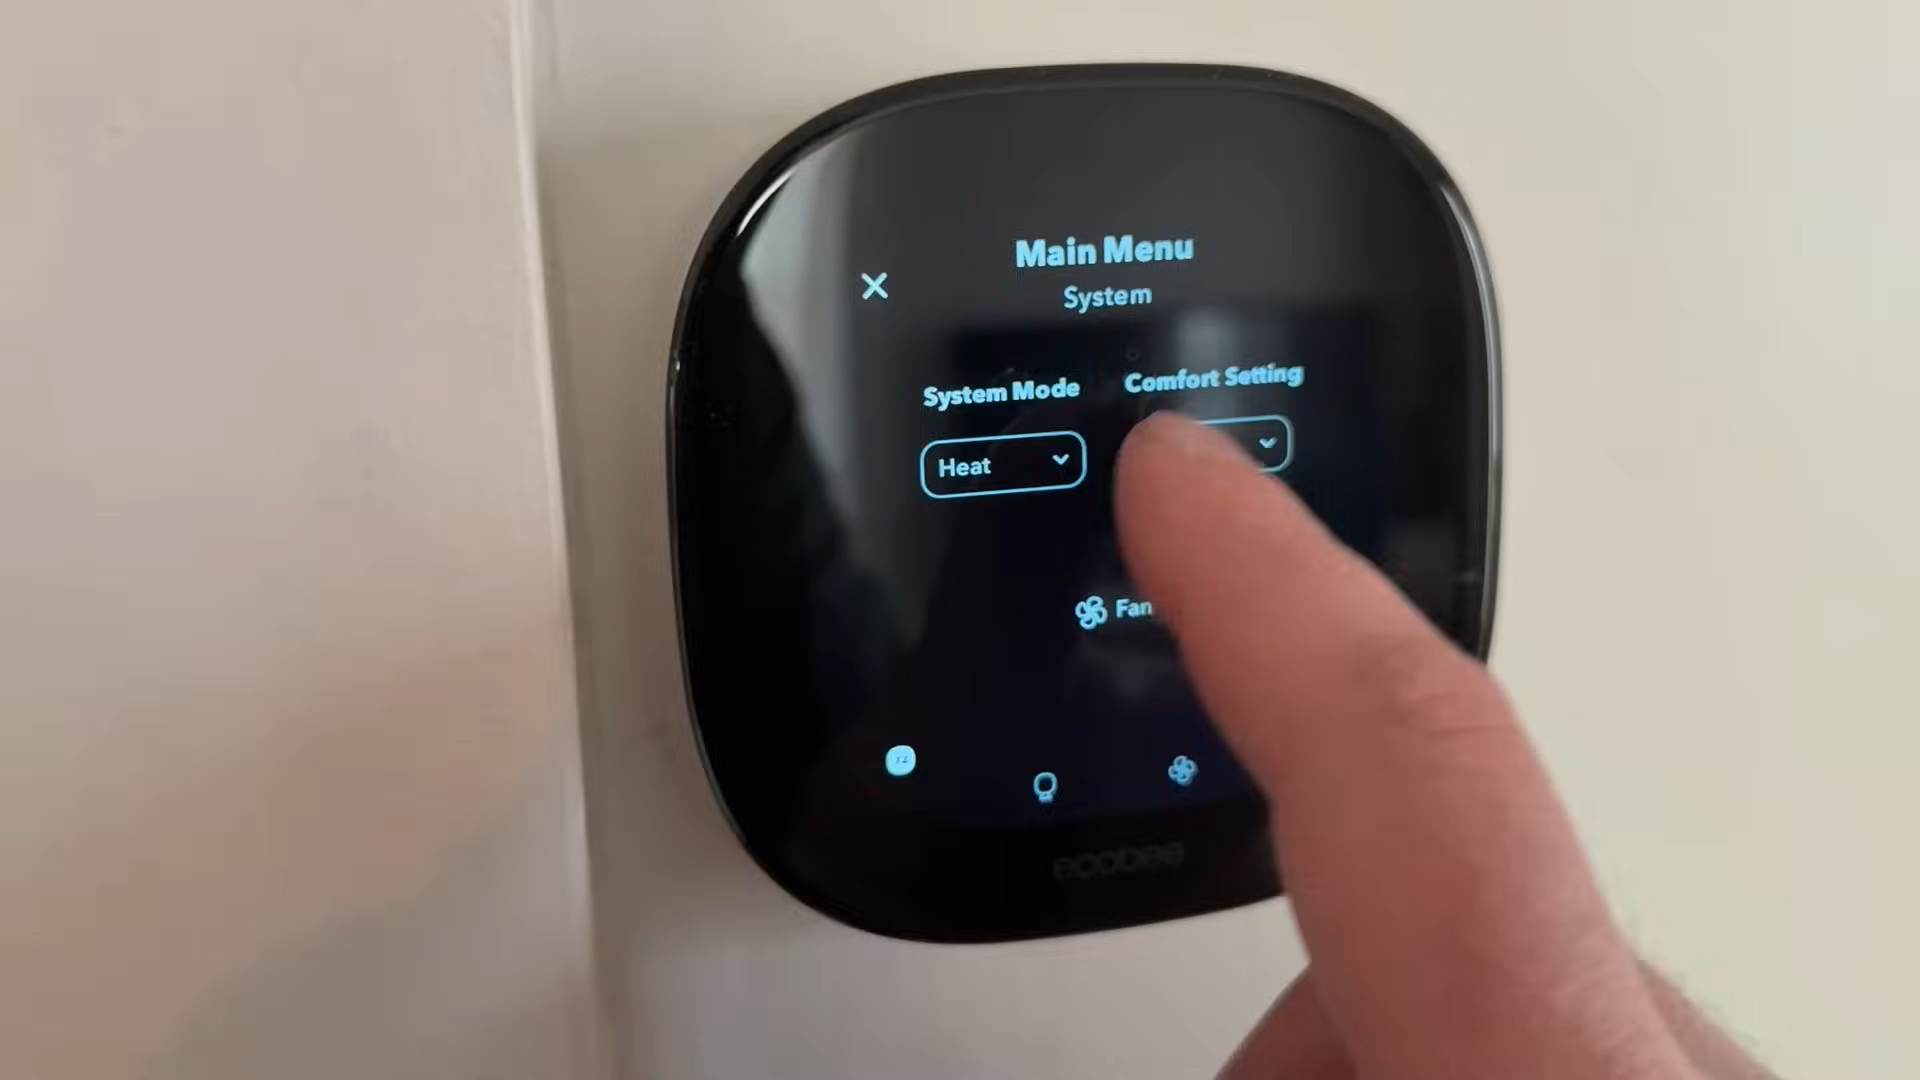 Main Menu
System
System Mode
Comfort Setting
Heat
Fan
ecobee